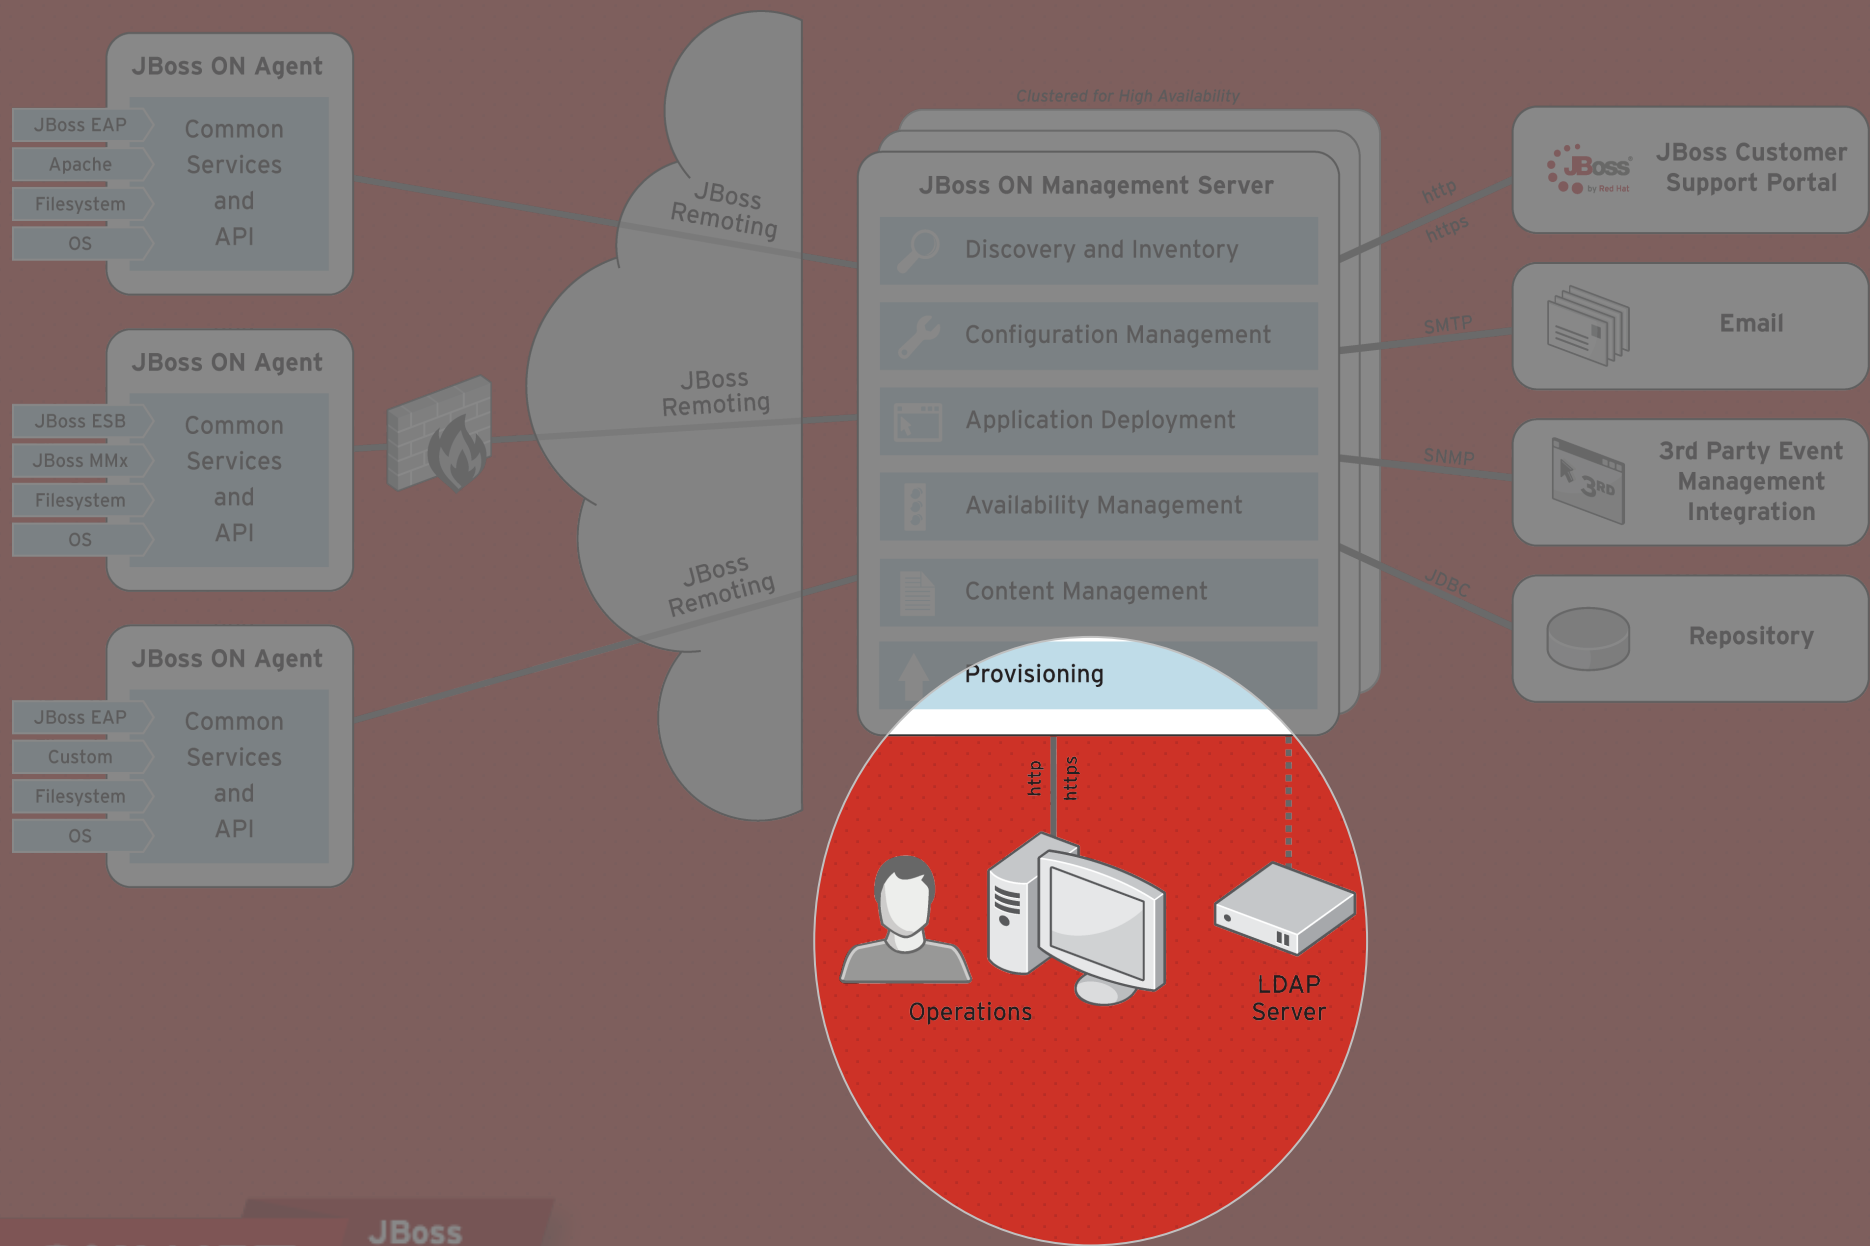 JBoss ON Agent
JBoss EAP
Apache
Filesystem
OS
Common
Services
and
API
JBoss ON Agent
JBoss ESB
JBoss MMx
Filesystem
OS
Common
Services
and
API
JBoss ON Agent
JBoss EAP
Custom
Filesystem
OS
Common
Services
and
API
JBoss
Remoting
JBoss
Remoting
JBoss
Remoting
Clustered for High Availability
JBoss ON Management Server
Discovery and Inventory
Configuration Management
Application Deployment
Availability Management
Content Management
Provisioning
http
https
SMTP
SNMP
JDBC
JBoss
by Red Hat
JBoss Customer
Support Portal
Email
3RD
3rd Party Event
Management
Integration
Repository
http
https
Operations
LDAP
Server
JBoss